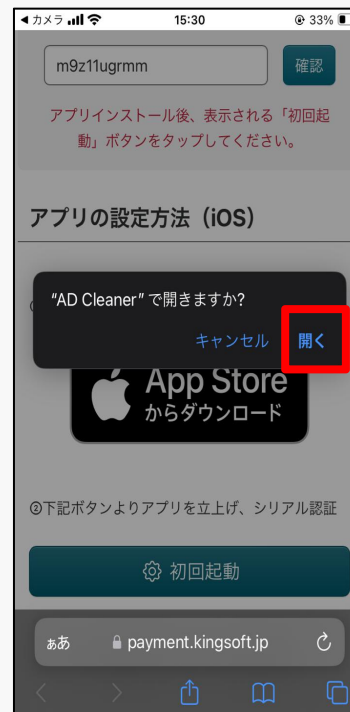 ◀カメラ 15:30 33%
m9z11ugrmm 確認
アプリインストール後、表示される「初回起
動」ボタンをタップしてください。
アプリの設定方法（iOS）
“AD Cleaner” で開きますか?
キャンセル 開く
App Store
からダウンロード
②下記ボタンよりアプリを立上げ、シリアル認証
初回起動
ぁあ payment.kingsoft.jp